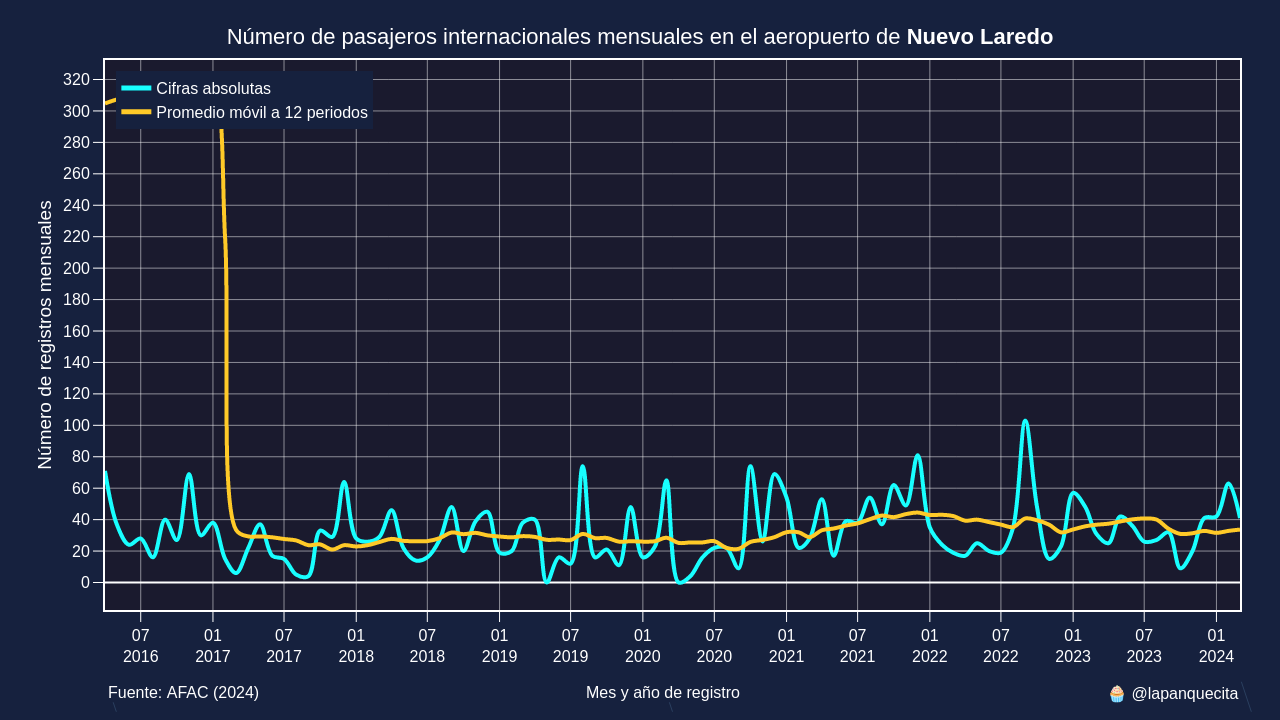 Número de pasajeros internacionales mensuales en el aeropuerto de Nuevo Laredo
Cifras absolutas
Promedio móvil a 12 periodos
Número de registros mensuales
320
300
280
260
240
220
200
180
160
140
120
100
80
60
40
20
0
07 01 07 01 07 01 07 01 07 01 07 01 07 01 07 01
2016 2017 2017 2018 2018 2019 2019 2020 2020 2021 2021 2022 2022 2023 2023 2024
Fuente: AFAC (2024) Mes y año de registro 🧁 @lapanquecita